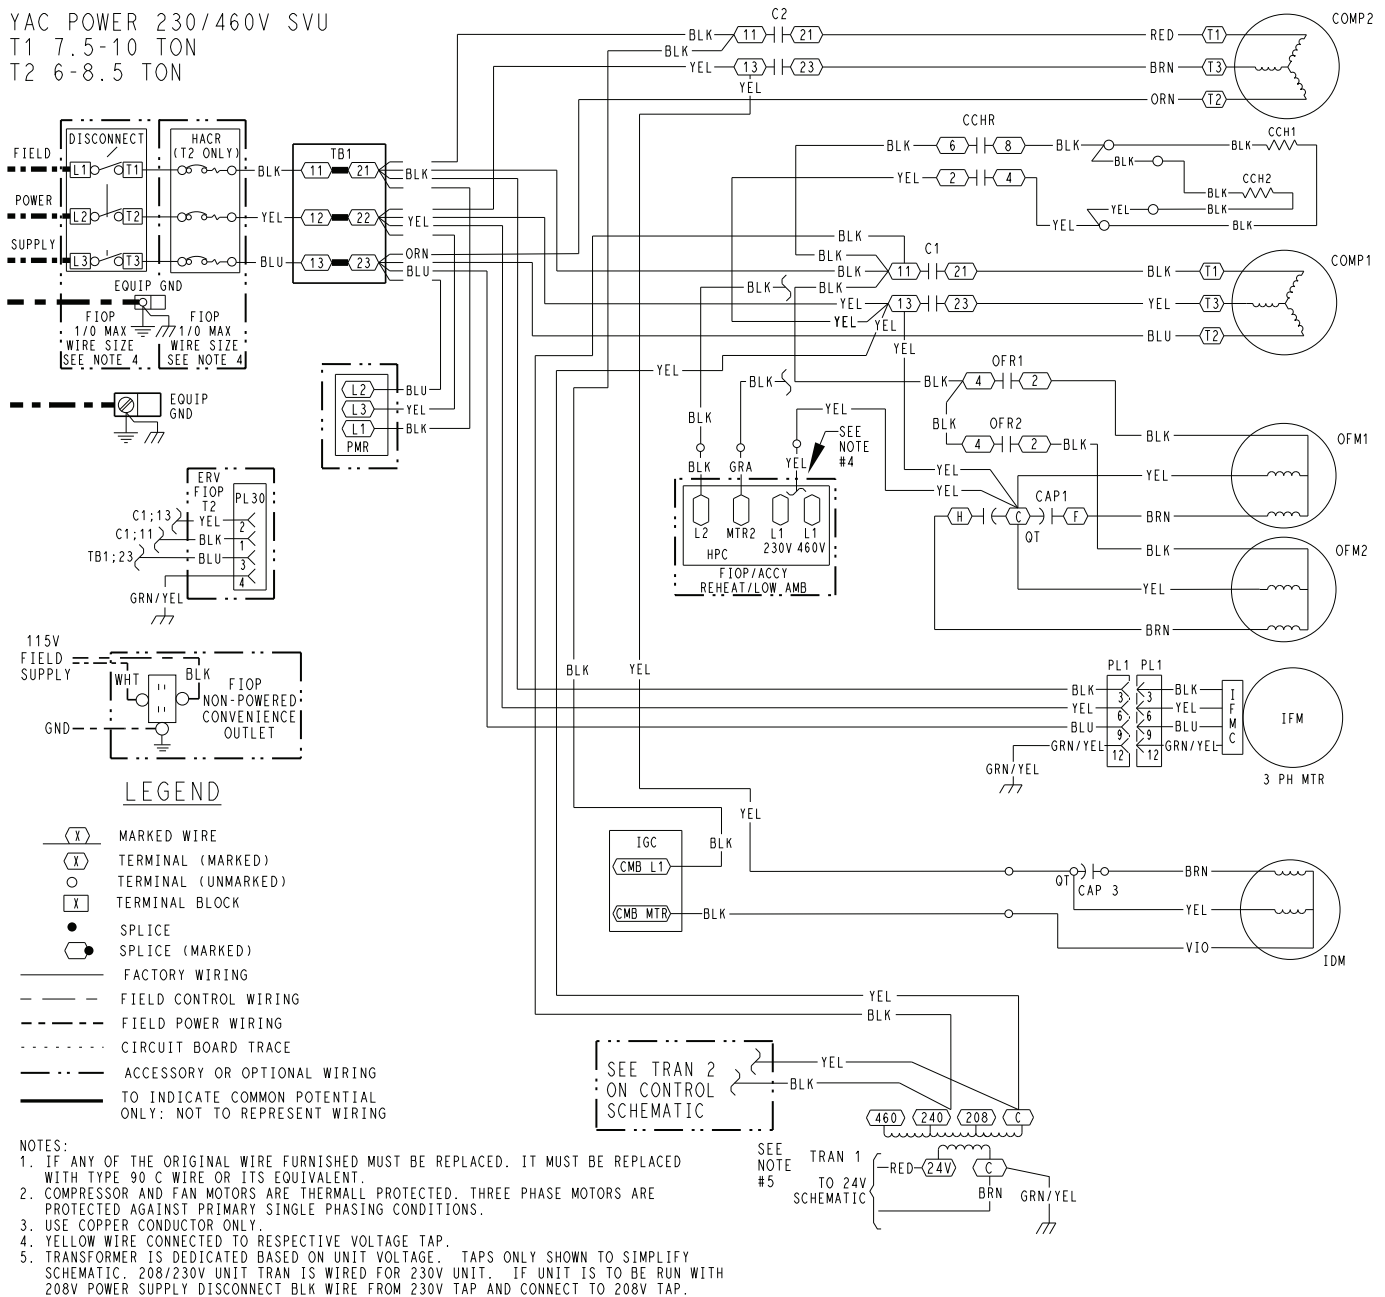 YAC POWER 230/460V SVU
T1 7.5-10 TON
T2 6-8.5 TON
C2
COMP2
BLK 11 21 RED T1
BLK
YEL 13 23 BRN T3
YEL
ORN T2
DISCONNECT
HACR
(T2 ONLY)
TB1
FIELD
L1 T1 BLK 11 21 BLK
POWER
L2 T2 YEL 12 22 YEL
SUPPLY
L3 T3 BLU 13 23 ORN
BLU
EQUIP GND
FIOP
1/0 MAX
WIRE SIZE
SEE NOTE 4
FIOP
1/0 MAX
WIRE SIZE
SEE NOTE 4
CCHR
BLK 6 8 BLK BLK CCH1
BLK
YEL 2 4 BLK CCH2
YEL BLK
YEL BLK
BLK
C1
COMP1
BLK
BLK 11 21 BLK T1
BLK BLK
YEL 13 23 YEL T3
YEL YEL
BLU T2
YEL
YEL
EQUIP
GND
L2 BLU
L3 YEL
L1 BLK
PMR
OFR1
BLK BLK 4 2
BLK
OFR2
4 2 BLK
BLK OFM1
YEL
BLK
YEL
SEE
NOTE
#4
BLK GRA YEL
YEL
YEL
YEL
CAP1
H C F BRN
QT
L2 MTR2 L1 L1
230V 460V
HPC
FIOP/ACCY
REHEAT/LOW AMB
BLK OFM2
YEL
BRN
ERV
FIOP
T2
PL30
C1;13 YEL 2
C1;11 BLK 1
TB1;23 BLU 3
4
GRN/YEL
115V
FIELD
SUPPLY
WHT BLK
GND
FIOP
NON-POWERED
CONVENIENCE
OUTLET
BLK YEL
PL1 PL1
BLK 3 3 BLK
YEL 6 6 YEL
BLU 9 9 BLU
GRN/YEL 12 12 GRN/YEL
GRN/YEL
IFMC
IFM
3 PH MTR
YEL
BLK
IGC
CMB L1
CMB MTR BLK
QT CAP 3
BRN
YEL
VIO
IDM
LEGEND
X MARKED WIRE
X TERMINAL (MARKED)
TERMINAL (UNMARKED)
X TERMINAL BLOCK
SPLICE
SPLICE (MARKED)
FACTORY WIRING
FIELD CONTROL WIRING
FIELD POWER WIRING
CIRCUIT BOARD TRACE
ACCESSORY OR OPTIONAL WIRING
TO INDICATE COMMON POTENTIAL
ONLY: NOT TO REPRESENT WIRING
YEL
BLK
SEE TRAN 2
ON CONTROL
SCHEMATIC
YEL
BLK
460 240 208 C
SEE
NOTE
#5
TRAN 1
TO 24V
SCHEMATIC
RED 24V C
BRN
GRN/YEL
NOTES:
1. IF ANY OF THE ORIGINAL WIRE FURNISHED MUST BE REPLACED. IT MUST BE REPLACED
WITH TYPE 90 C WIRE OR ITS EQUIVALENT.
2. COMPRESSOR AND FAN MOTORS ARE THERMALL PROTECTED. THREE PHASE MOTORS ARE
PROTECTED AGAINST PRIMARY SINGLE PHASING CONDITIONS.
3. USE COPPER CONDUCTOR ONLY.
4. YELLOW WIRE CONNECTED TO RESPECTIVE VOLTAGE TAP.
5. TRANSFORMER IS DEDICATED BASED ON UNIT VOLTAGE. TAPS ONLY SHOWN TO SIMPLIFY
SCHEMATIC. 208/230V UNIT TRAN IS WIRED FOR 230V UNIT. IF UNIT IS TO BE RUN WITH
208V POWER SUPPLY DISCONNECT BLK WIRE FROM 230V TAP AND CONNECT TO 208V TAP.